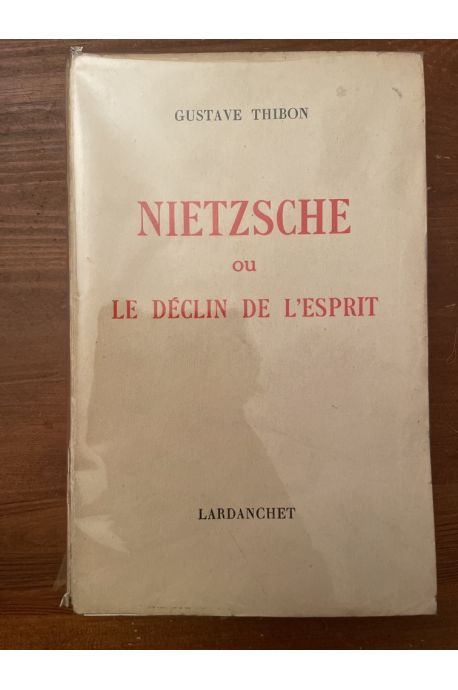 GUSTAVE THIBON
NIETZSCHE
ou
LE DÉCLIN DE L'ESPRIT
LARDANCHET